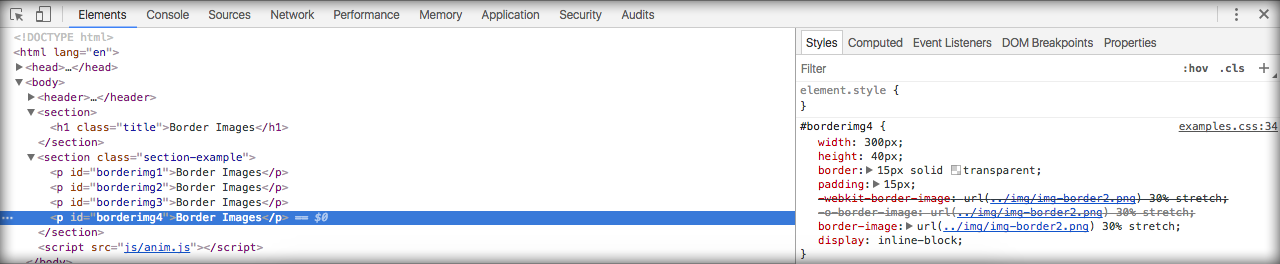 Elements Console Sources Network Performance Memory Application Security Audits
<!DOCTYPE html>
<html lang="en">
<head>…</head>
<body>
<header>…</header>
<section>
<h1 class="title">Border Images</h1>
</section>
<section class="section-example">
<p id="borderimg1">Border Images</p>
<p id="borderimg2">Border Images</p>
<p id="borderimg3">Border Images</p>
… <p id="borderimg4">Border Images</p> == $0
</section>
<script src="js/anim.js"></script>
</body>
Styles Computed Event Listeners DOM Breakpoints Properties
Filter :hov .cls +
element.style {
}
#borderimg4 { examples.css:34
width: 300px;
height: 40px;
border: 15px solid transparent;
padding: 15px;
-webkit-border-image: url(../img/img-border2.png) 30% stretch;
-o-border-image: url(../img/img-border2.png) 30% stretch;
border-image: url(../img/img-border2.png) 30% stretch;
display: inline-block;
}